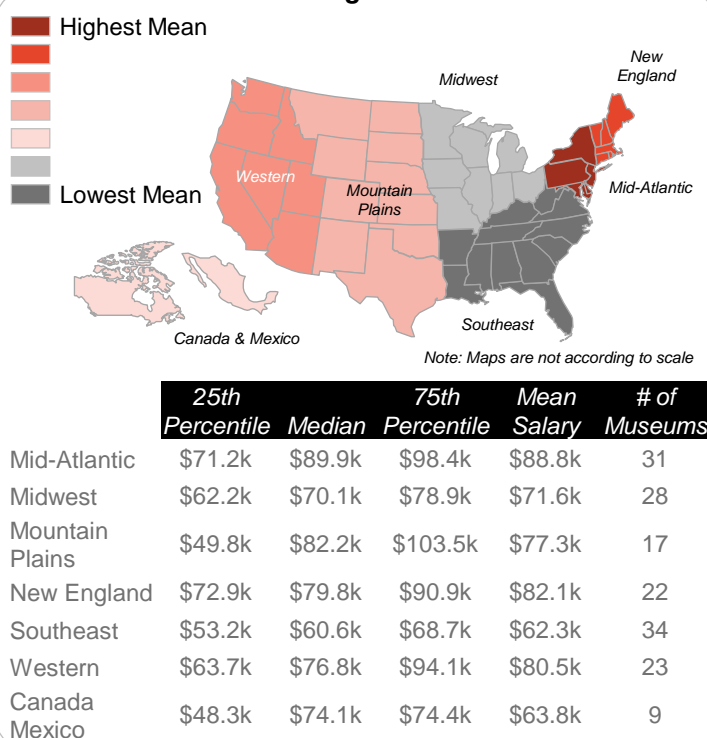 Highest Mean
Lowest Mean
New
England
Midwest
Western
Mountain
Plains
Mid-Atlantic
Canada & Mexico
Southeast
Note: Maps are not according to scale
25th Percentile Median 75th Percentile Mean Salary # of Museums
Mid-Atlantic $71.2k $89.9k $98.4k $88.8k 31
Midwest $62.2k $70.1k $78.9k $71.6k 28
Mountain Plains $49.8k $82.2k $103.5k $77.3k 17
New England $72.9k $79.8k $90.9k $82.1k 22
Southeast $53.2k $60.6k $68.7k $62.3k 34
Western $63.7k $76.8k $94.1k $80.5k 23
Canada Mexico $48.3k $74.1k $74.4k $63.8k 9